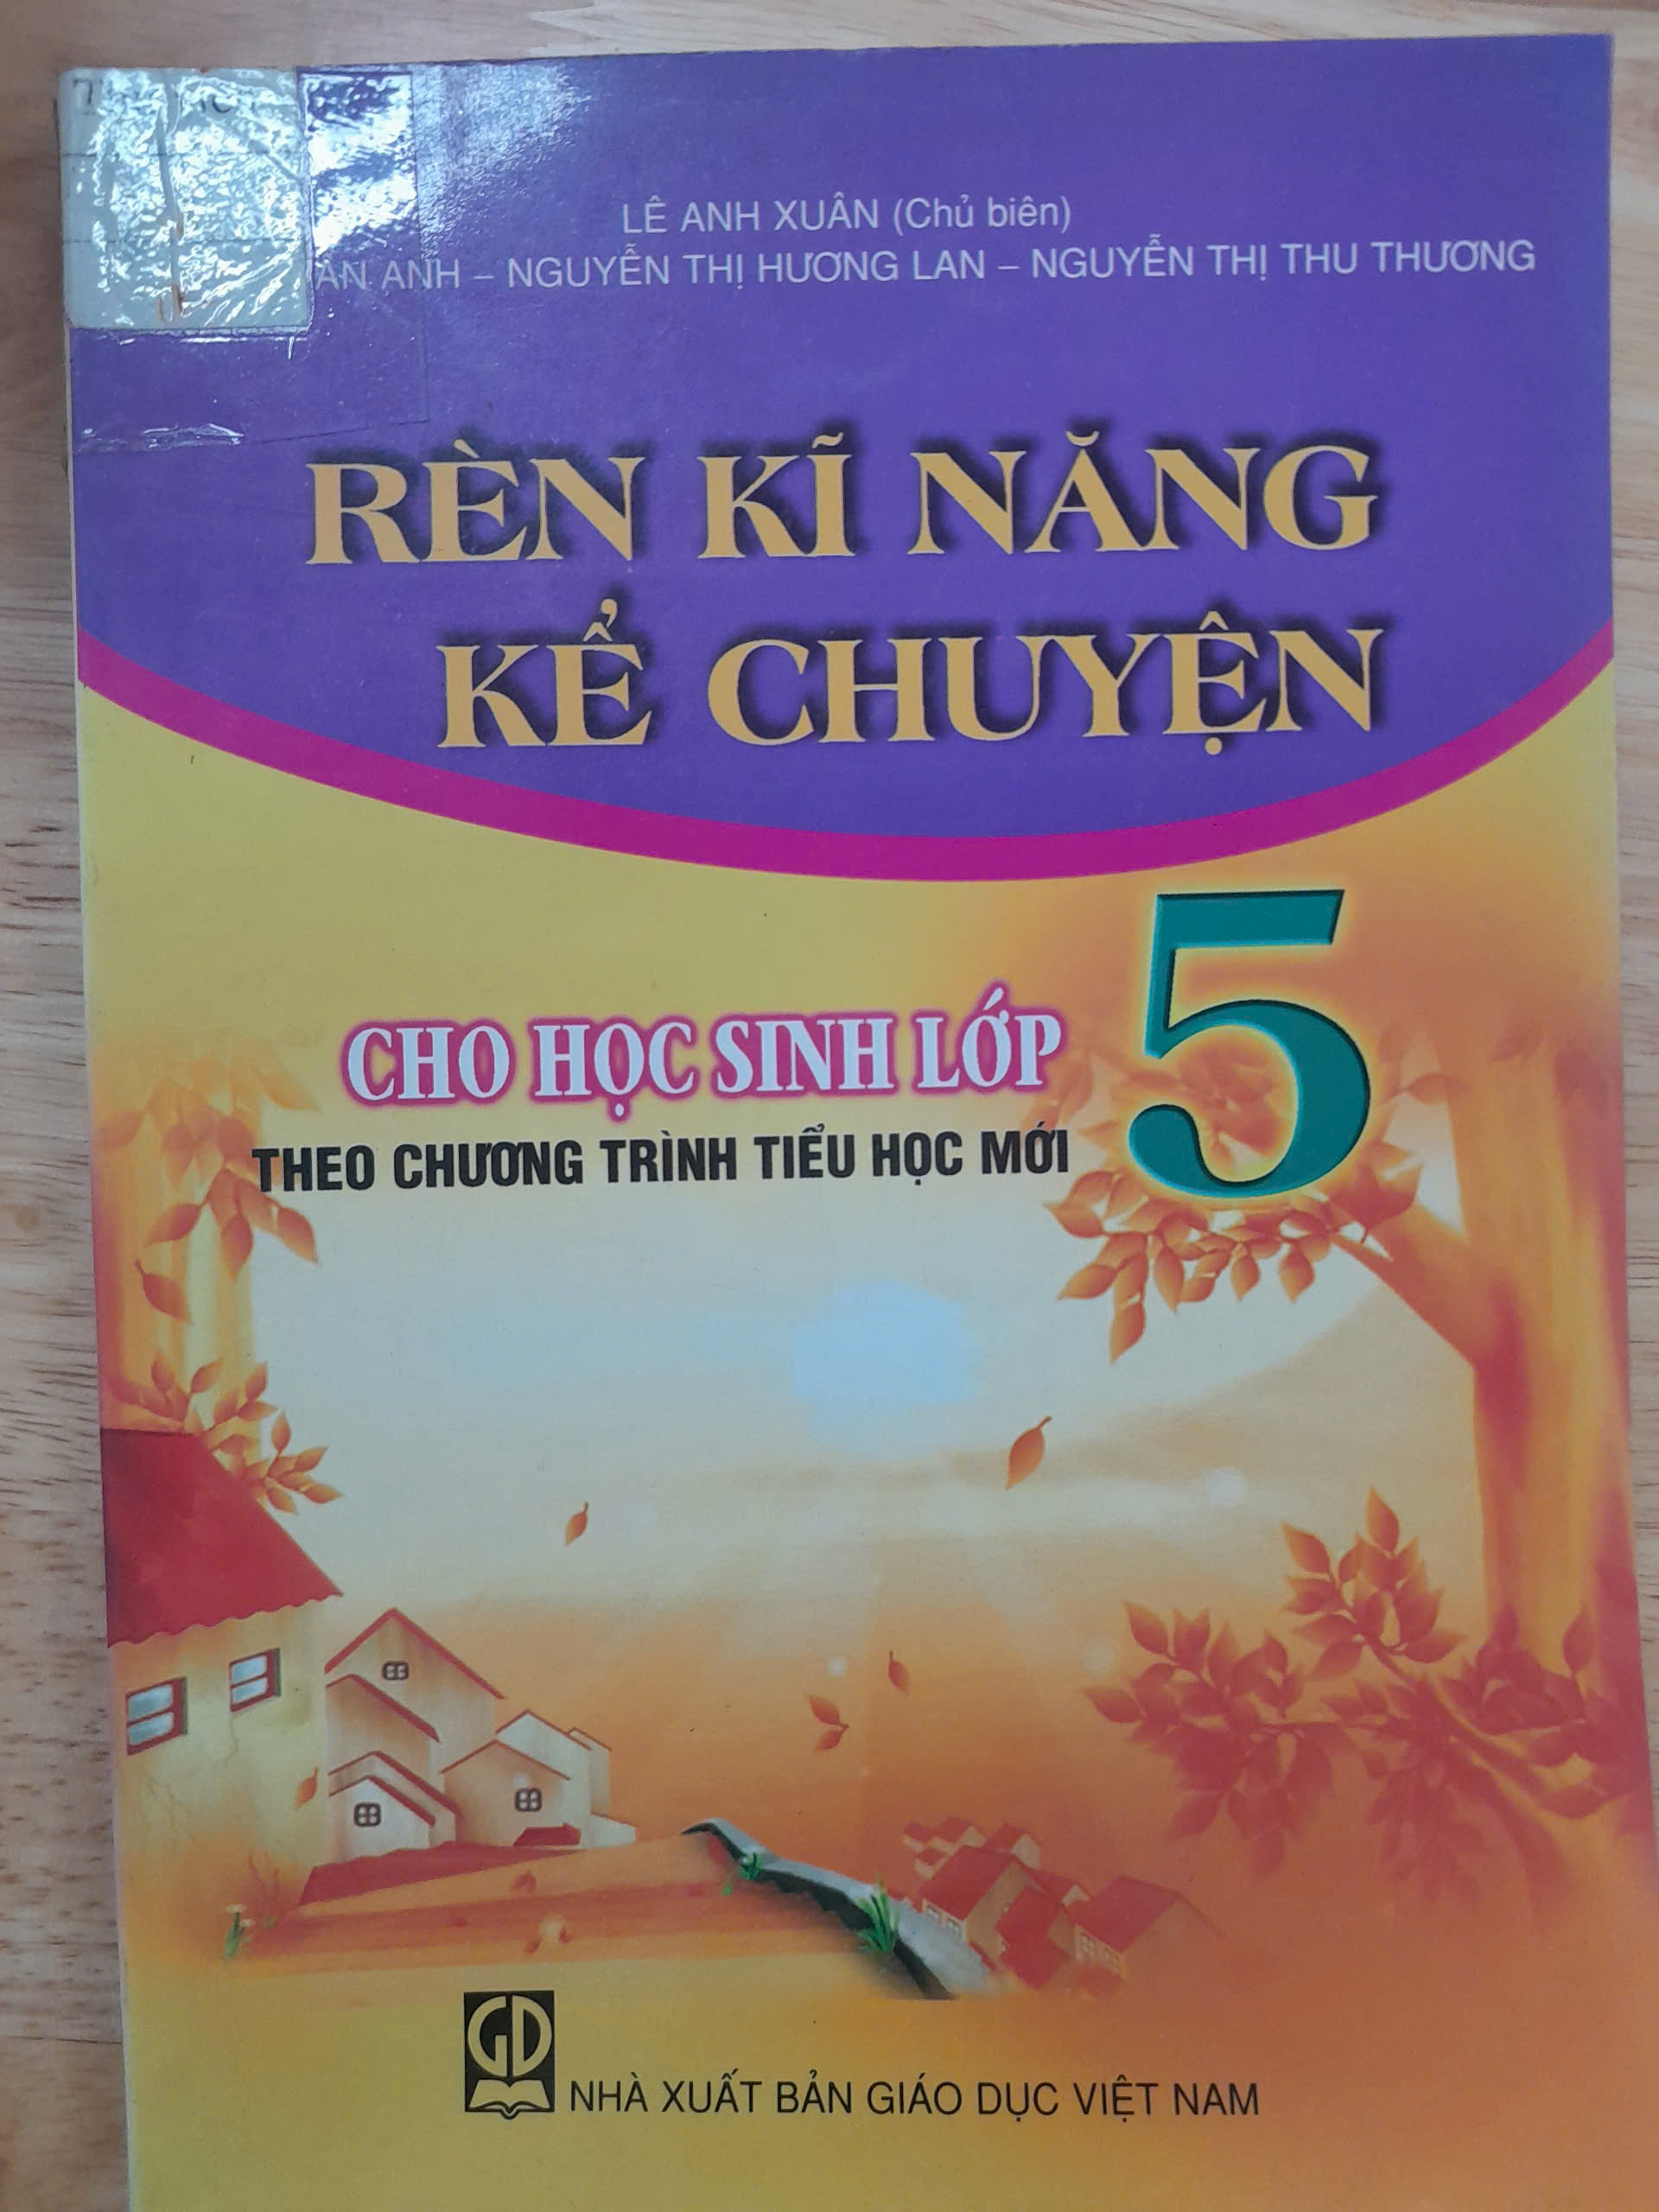 LÊ ANH XUÂN (Chủ biên)
ANH – NGUYỄN THỊ HƯƠNG LAN – NGUYỄN THỊ THU THƯƠNG
RÈN KĨ NĂNG
KỂ CHUYỆN
CHO HỌC SINH LỚP 5
THEO CHƯƠNG TRÌNH TIỂU HỌC MỚI
GD
NHÀ XUẤT BẢN GIÁO DỤC VIỆT NAM